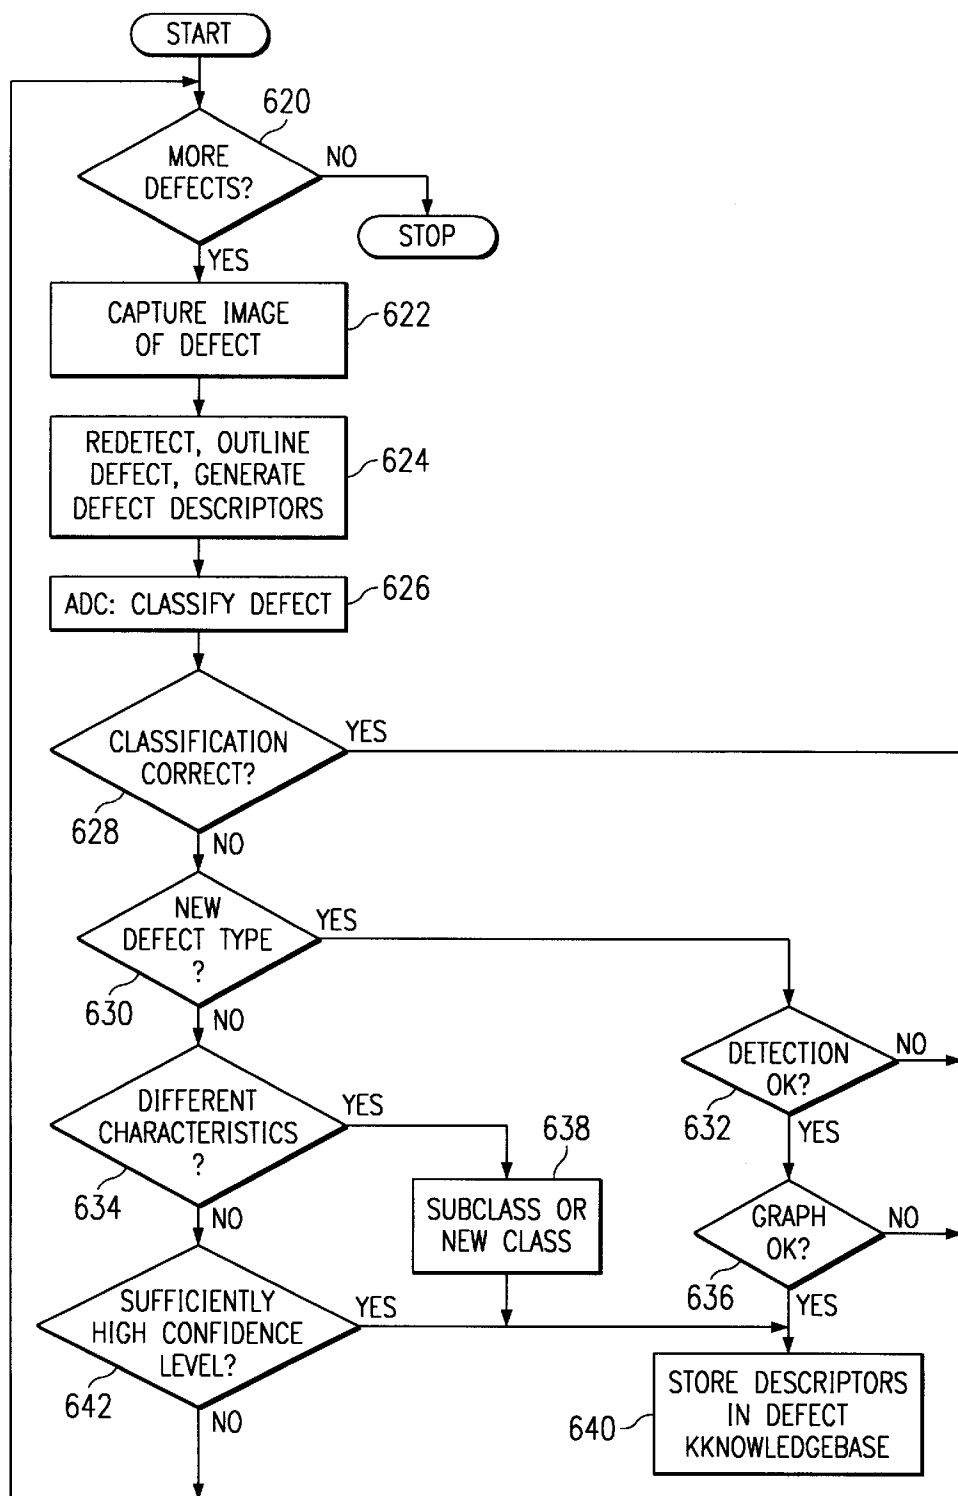 START
620
MORE
DEFECTS?
NO
STOP
YES
CAPTURE IMAGE
OF DEFECT
622
REDETECT, OUTLINE
DEFECT, GENERATE
DEFECT DESCRIPTORS
624
ADC: CLASSIFY DEFECT
626
CLASSIFICATION
CORRECT?
YES
628
NO
NEW
DEFECT TYPE
?
YES
630
NO
DETECTION
OK?
NO
632
YES
DIFFERENT
CHARACTERISTICS
?
YES
634
NO
638
SUBCLASS OR
NEW CLASS
GRAPH
OK?
NO
636
YES
SUFFICIENTLY
HIGH CONFIDENCE
LEVEL?
YES
642
NO
STORE DESCRIPTORS
IN DEFECT
KKNOWLEDGEBASE
640